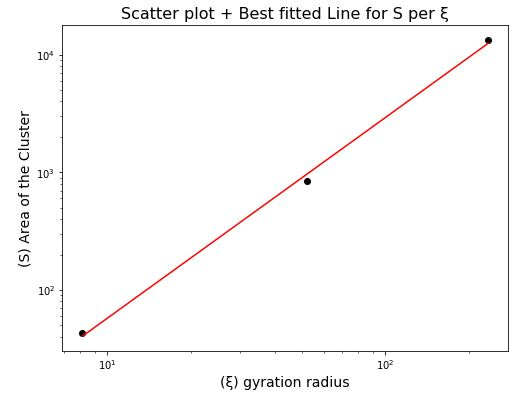 Scatter plot + Best fitted Line for S per ξ
10⁴
10³
10²
(S) Area of the Cluster
10¹
10²
(ξ) gyration radius